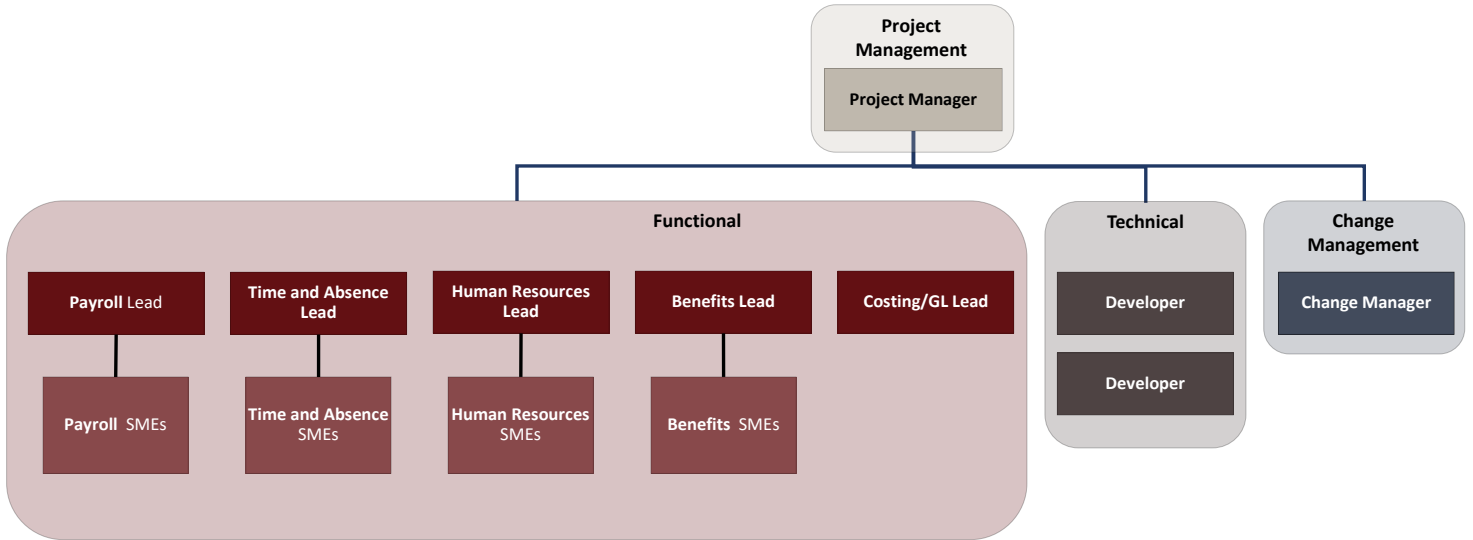 Project
Management
Project Manager
Functional
Technical
Change
Management
Payroll Lead
Time and Absence
Lead
Human Resources
Lead
Benefits Lead
Costing/GL Lead
Developer
Change Manager
Developer
Payroll SMEs
Time and Absence
SMEs
Human Resources
SMEs
Benefits SMEs